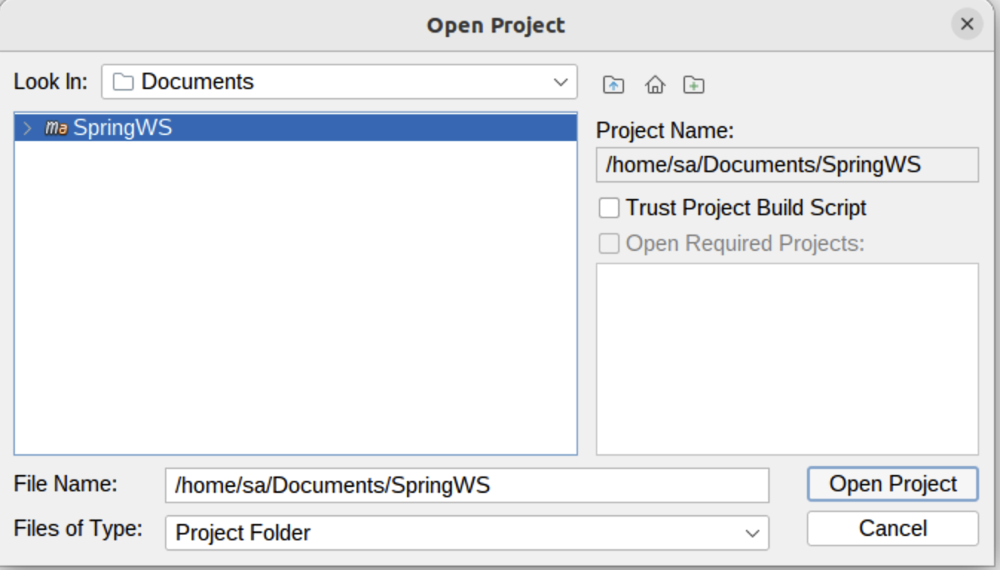 Open Project
Look In:
Documents
ma SpringWS
Project Name:
/home/sa/Documents/SpringWS
Trust Project Build Script
Open Required Projects:
File Name:
/home/sa/Documents/SpringWS
Open Project
Files of Type:
Project Folder
Cancel